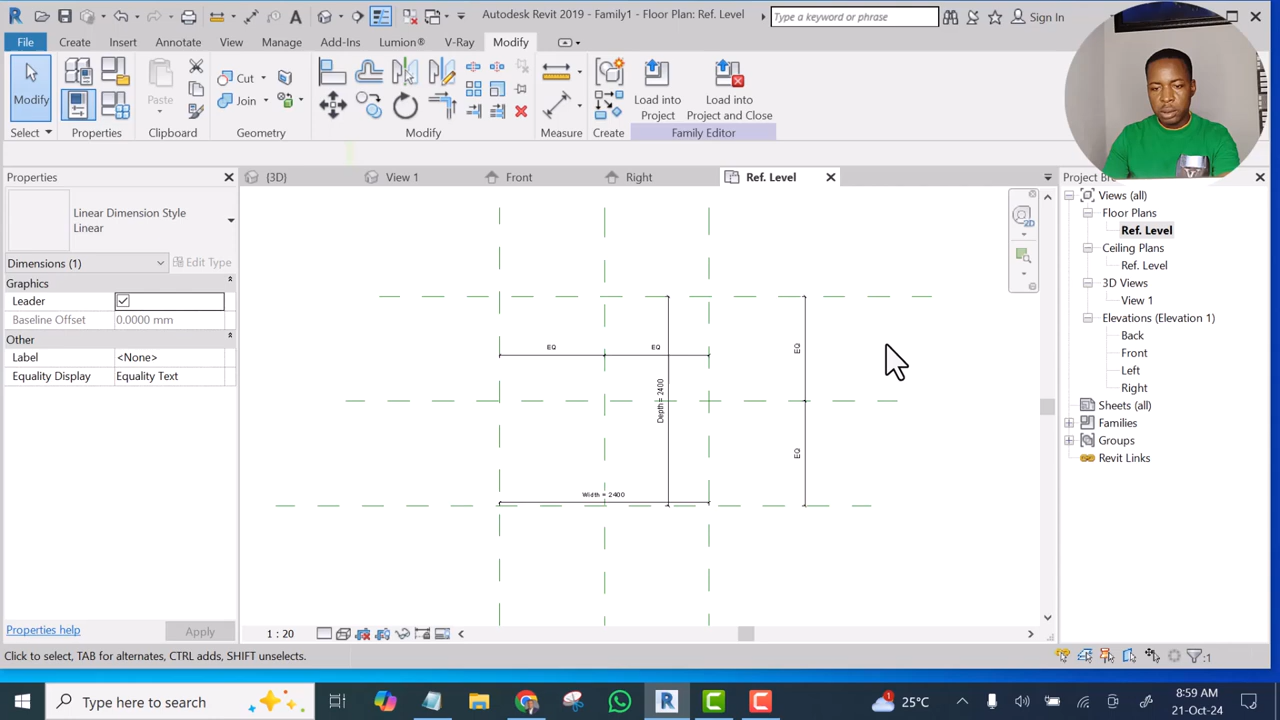 Autodesk Revit 2019 - Family1 - Floor Plan: Ref. Level
Type a keyword or phrase
Sign In
File Create Insert Annotate View Manage Add-Ins Lumion® V-Ray Modify
Modify
Paste
Cut
Join
Load into
Project
Load into
Project and Close
Select
Properties
Clipboard
Geometry
Modify
Measure
Create
Family Editor
Properties
{3D}
View 1
Front
Right
Ref. Level
Linear Dimension Style
Linear
Dimensions (1)
Edit Type
Graphics
Leader
Baseline Offset 0.0000 mm
Other
Label <None>
Equality Display Equality Text
Properties help
Apply
EQ EQ
EQ
Depth = 2400
EQ
Width = 2400
Views (all)
Floor Plans
Ref. Level
Ceiling Plans
Ref. Level
3D Views
View 1
Elevations (Elevation 1)
Back
Front
Left
Right
Sheets (all)
Families
Groups
Revit Links
1 : 20
Click to select, TAB for alternates, CTRL adds, SHIFT unselects.
:1
Type here to search
1
25°C
8:59 AM
21-Oct-24